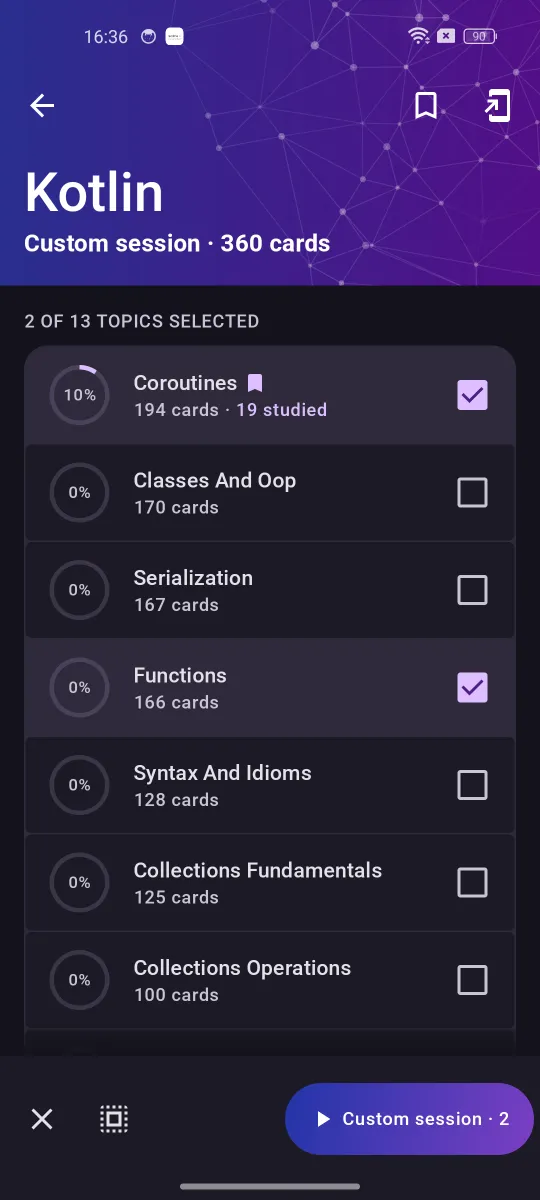 16:36
90
Kotlin
Custom session · 360 cards
2 OF 13 TOPICS SELECTED
10%
Coroutines
194 cards · 19 studied
0%
Classes And Oop
170 cards
0%
Serialization
167 cards
0%
Functions
166 cards
0%
Syntax And Idioms
128 cards
0%
Collections Fundamentals
125 cards
0%
Collections Operations
100 cards
Custom session · 2